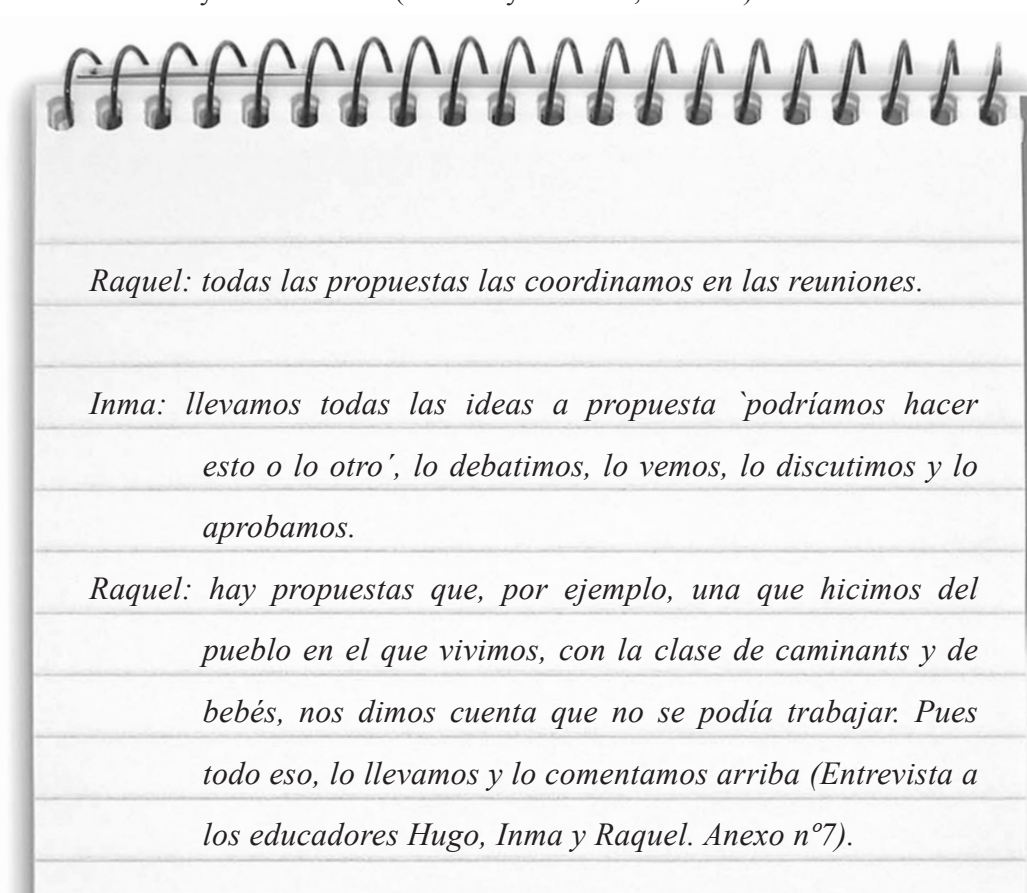 Raquel: todas las propuestas las coordinamos en las reuniones.
Inma: llevamos todas las ideas a propuesta `podríamos hacer
esto o lo otro´, lo debatimos, lo vemos, lo discutimos y lo
aprobamos.
Raquel: hay propuestas que, por ejemplo, una que hicimos del
pueblo en el que vivimos, con la clase de caminants y de
bebés, nos dimos cuenta que no se podía trabajar. Pues
todo eso, lo llevamos y lo comentamos arriba (Entrevista a
los educadores Hugo, Inma y Raquel. Anexo nº7).